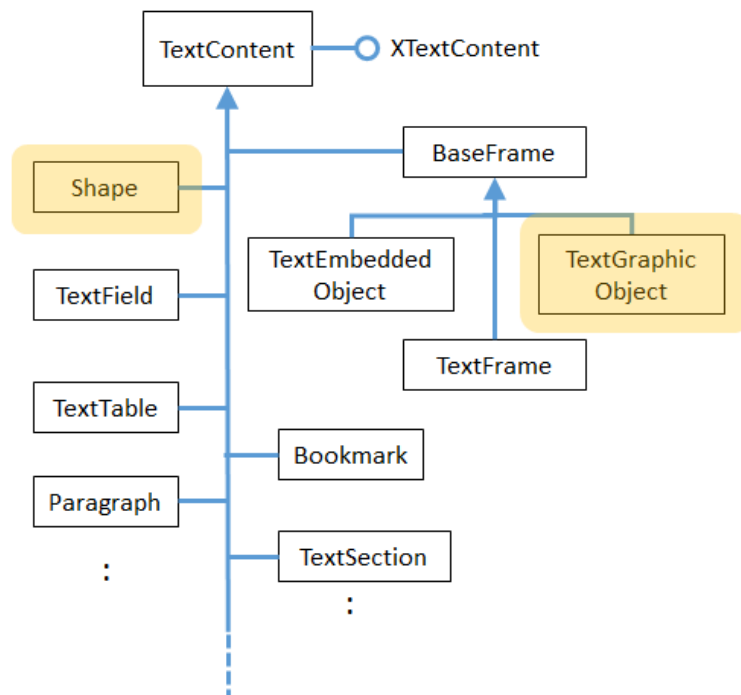 TextContent
XTextContent
BaseFrame
Shape
TextEmbedded
Object
TextGraphic
Object
TextField
TextFrame
TextTable
Bookmark
Paragraph
TextSection
:
: